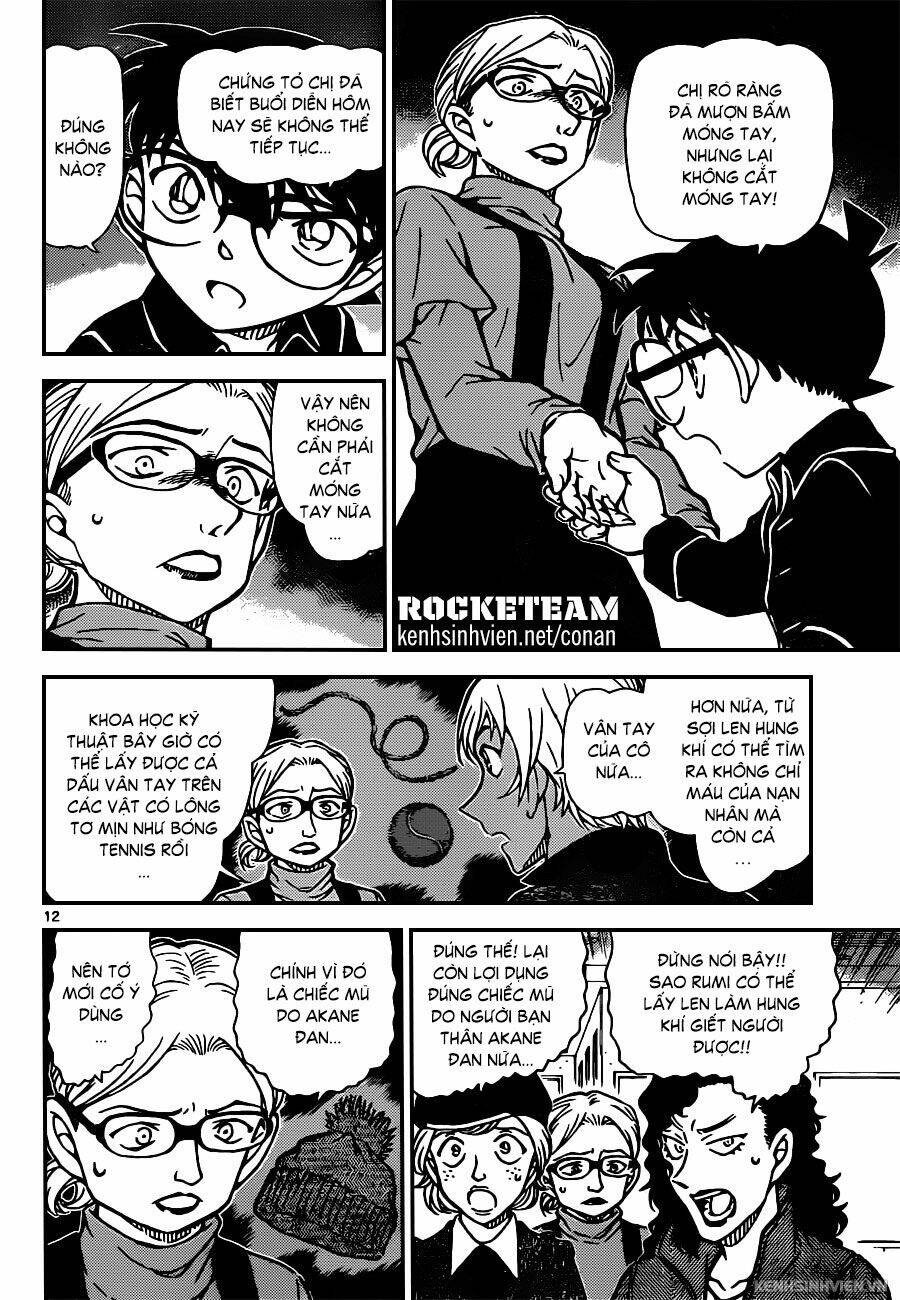 CHỊ RÕ RÀNG
ĐÃ MƯỢN BẤM
MÓNG TAY,
NHƯNG LẠI
KHÔNG CẮT
MÓNG TAY!
CHỨNG TỎ CHỊ ĐÃ
BIẾT BUỔI DIỄN HÔM
NAY SẼ KHÔNG THỂ
TIẾP TỤC...
ĐÚNG
KHÔNG
NÀO?
VẬY NÊN
KHÔNG
CẦN PHẢI
CẮT
MÓNG
TAY NỮA
...
ROCKETEAM
kenhsinhvien.net/conan
HƠN NỮA, TỪ
SỢI LEN HUNG
KHÍ CÓ THỂ TÌM
RA KHÔNG CHỈ
MÁU CỦA NẠN
NHÂN MÀ
CÒN CẢ
...
VÂN TAY
CỦA CÔ
NỮA...
KHOA HỌC KỸ
THUẬT BÂY GIỜ CÓ
THỂ LẤY ĐƯỢC CẢ
DẤU VÂN TAY TRÊN
CÁC VẬT CÓ LÔNG
TƠ MỊN NHƯ BÓNG
TENNIS RỒI
...
12
ĐỪNG NÓI BẬY!!
SAO RUMI CÓ THỂ
LẤY LEN LÀM HUNG
KHÍ GIẾT NGƯỜI
ĐƯỢC!!
ĐÚNG THẾ! LẠI
CÒN LỢI DỤNG
ĐÚNG CHIẾC MŨ
DO NGƯỜI BẠN
THÂN AKANE
ĐAN NỮA...
CHÍNH VÌ ĐÓ
LÀ CHIẾC MŨ
DO AKANE
ĐAN...
NÊN TỚ
MỚI CỐ Ý
DÙNG
...
KENHSINHVIEN.VN